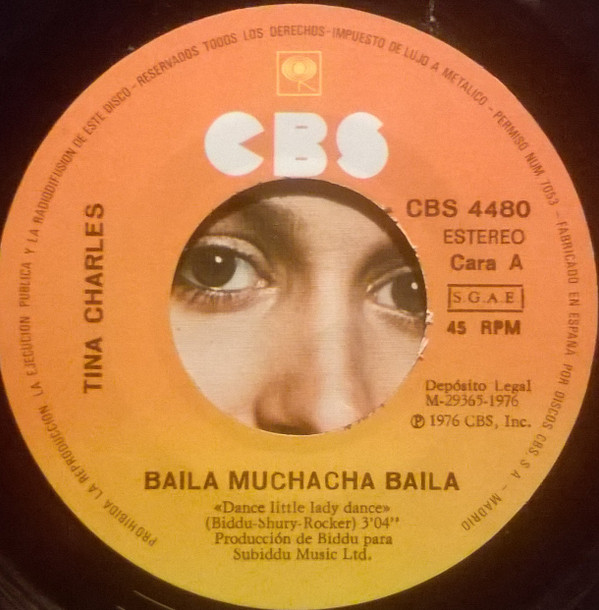 PROHIBIDA LA REPRODUCCION, LA EJECUCION PUBLICA Y LA RADIODIFUSION DE ESTE DISCO - RESERVADOS TODOS LOS DERECHOS - IMPUESTO DE LUJO A METALICO - PERMISO NUM. 7053 - FABRICADO EN ESPAÑA POR DISCOS CBS, S. A. - MADRID
CBS
TINA CHARLES
CBS 4480
ESTEREO
Cara A
S.G.A.E.
45 RPM
Depósito Legal
M-29365-1976
℗ 1976 CBS, Inc.
BAILA MUCHACHA BAILA
«Dance little lady dance»
(Biddu-Shury-Rocker) 3'04"
Producción de Biddu para
Subiddu Music Ltd.